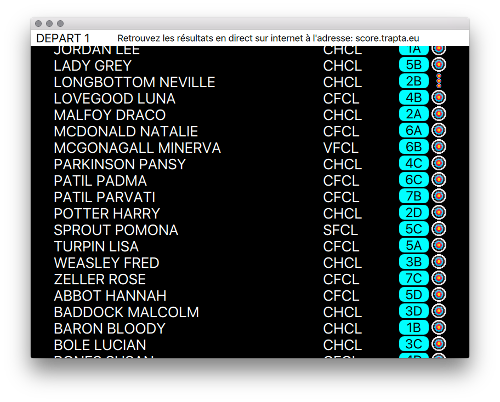 DEPART 1 Retrouvez les résultats en direct sur internet à l'adresse: score.trapta.eu
JORDAN LEE CHCL 1A
LADY GREY CHCL 5B
LONGBOTTOM NEVILLE CHCL 2B
LOVEGOOD LUNA CFCL 4B
MALFOY DRACO CHCL 2A
MCDONALD NATALIE CFCL 6A
MCGONAGALL MINERVA VFCL 6B
PARKINSON PANSY CHCL 4C
PATIL PADMA CFCL 6C
PATIL PARVATI CFCL 7B
POTTER HARRY CHCL 2D
SPROUT POMONA SFCL 5C
TURPIN LISA CFCL 5A
WEASLEY FRED CHCL 3B
ZELLER ROSE CFCL 7C
ABBOT HANNAH CFCL 5D
BADDOCK MALCOLM CHCL 3D
BARON BLOODY CHCL 1B
BOLE LUCIAN CHCL 3C